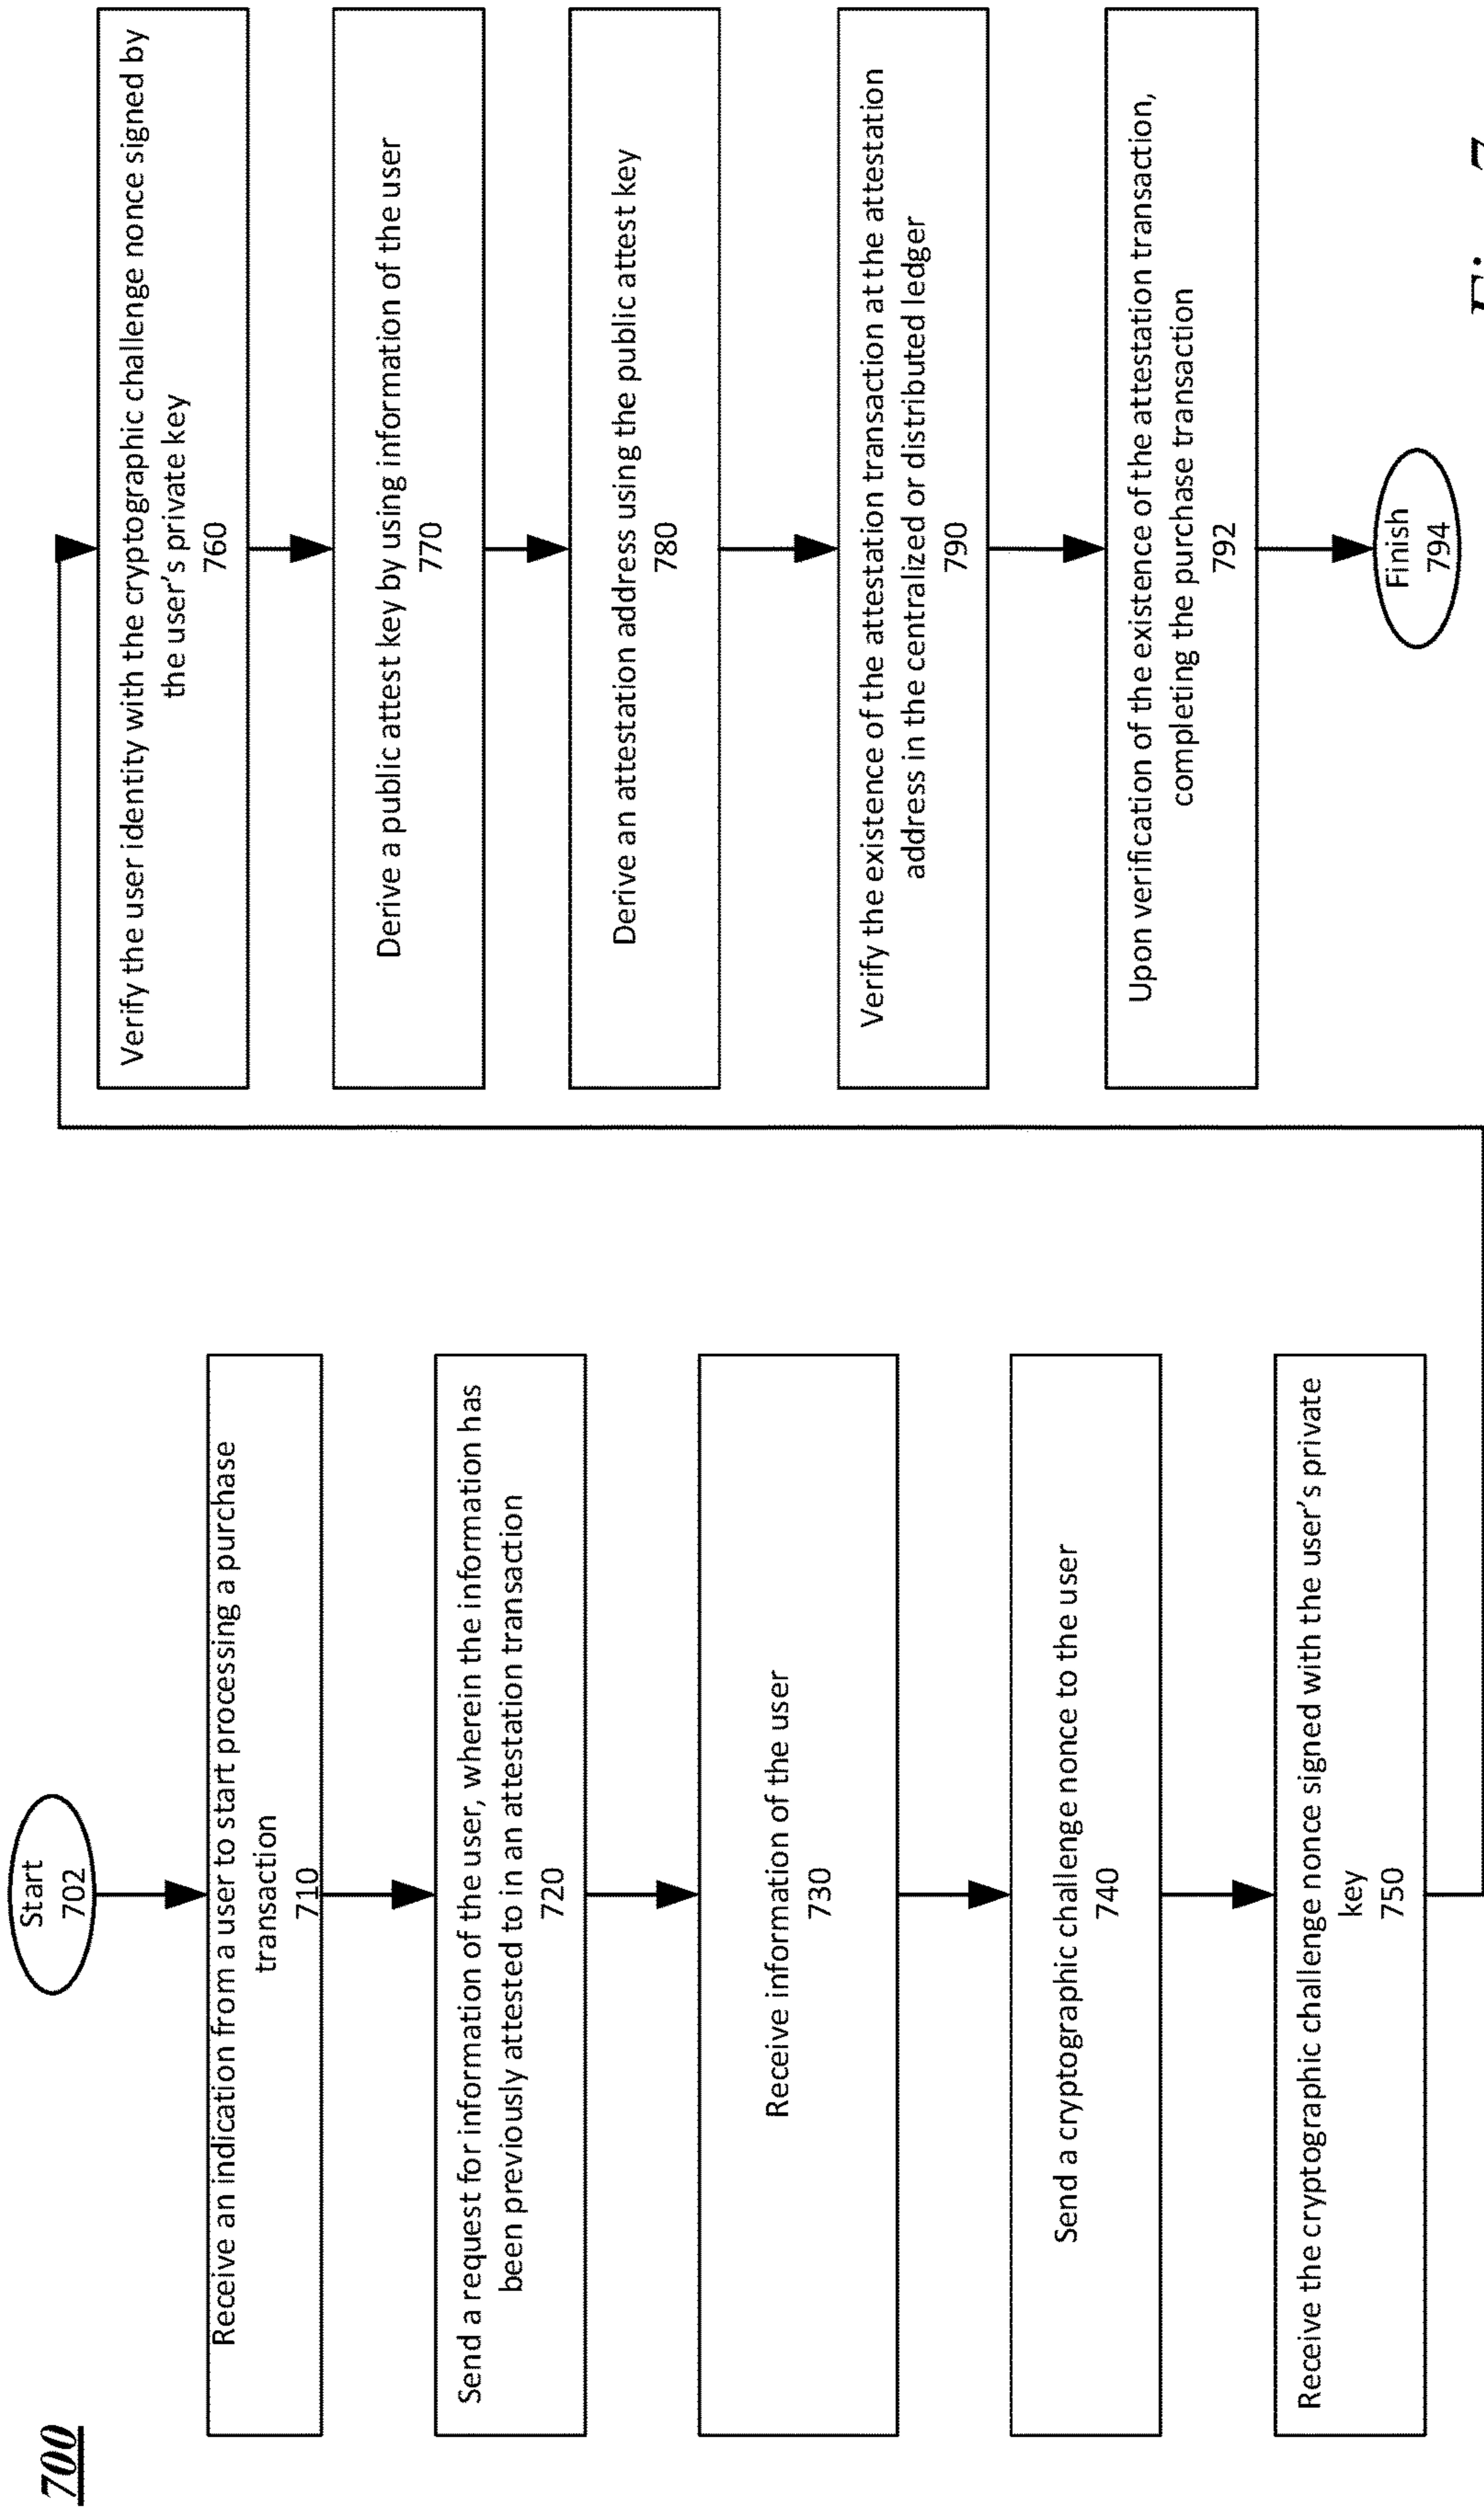 700
Start
702
Receive an indication from a user to start processing a purchase
transaction
710
Send a request for information of the user, wherein the information has
been previously attested to in an attestation transaction
720
Receive information of the user
730
Send a cryptographic challenge nonce to the user
740
Receive the cryptographic challenge nonce signed with the user's private
key
750
Verify the user identity with the cryptographic challenge nonce signed by
the user's private key
760
Derive a public attest key by using information of the user
770
Derive an attestation address using the public attest key
780
Verify the existence of the attestation transaction at the attestation
address in the centralized or distributed ledger
790
Upon verification of the existence of the attestation transaction,
completing the purchase transaction
792
Finish
794